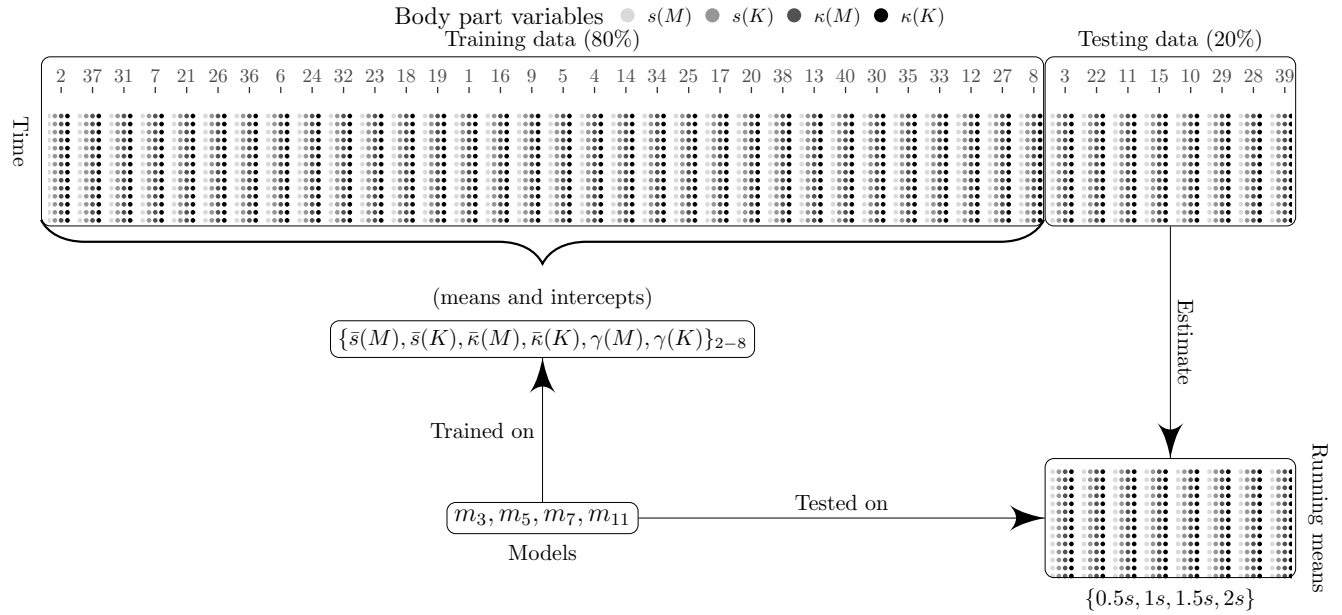 Body part variables s(M) s(K) κ(M) κ(K)
Training data (80%) Testing data (20%)
2 37 31 7 21 26 36 6 24 32 23 18 19 1 16 9 5 4 14 34 25 17 20 38 13 40 30 35 33 12 27 8 3 22 11 15 10 29 28 39
Time
(means and intercepts)
{s̄(M), s̄(K), κ̄(M), κ̄(K), γ(M), γ(K)}₂₋₈
Estimate
Trained on
Running means
Tested on
m₃, m₅, m₇, m₁₁
Models
{0.5s, 1s, 1.5s, 2s}